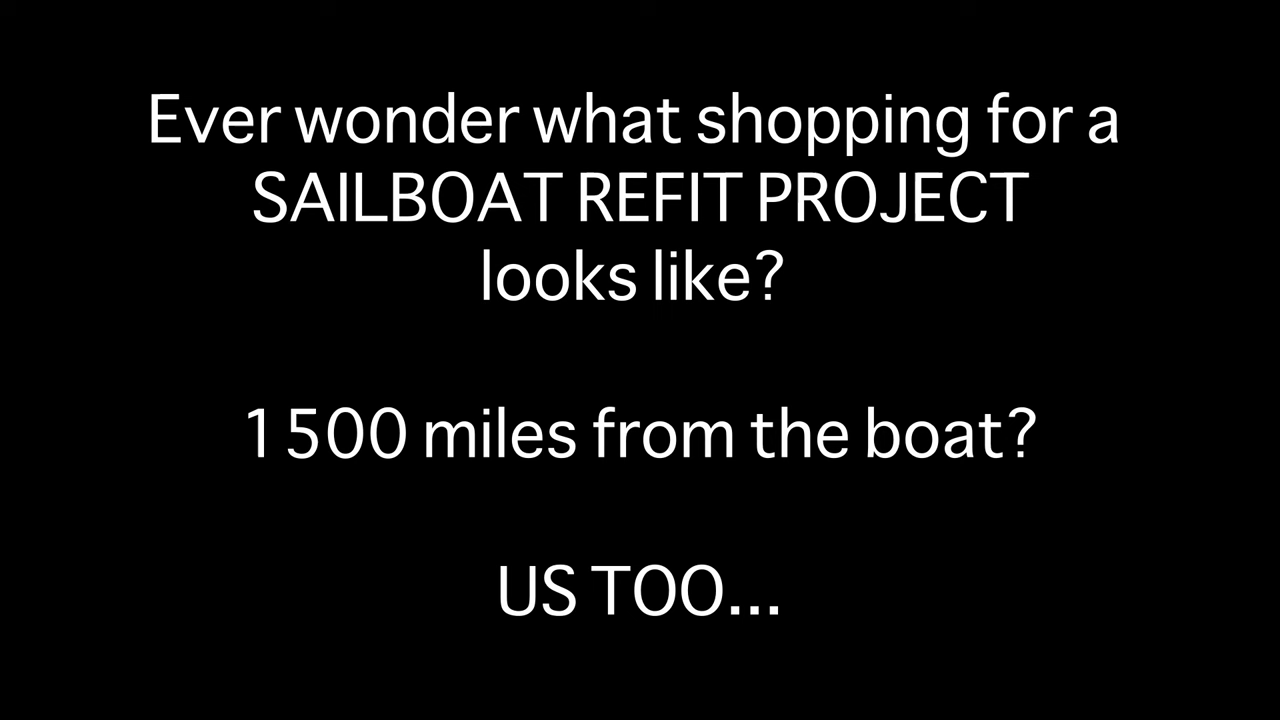 Ever wonder what shopping for a
SAILBOAT REFIT PROJECT
looks like?
1500 miles from the boat?
US TOO...